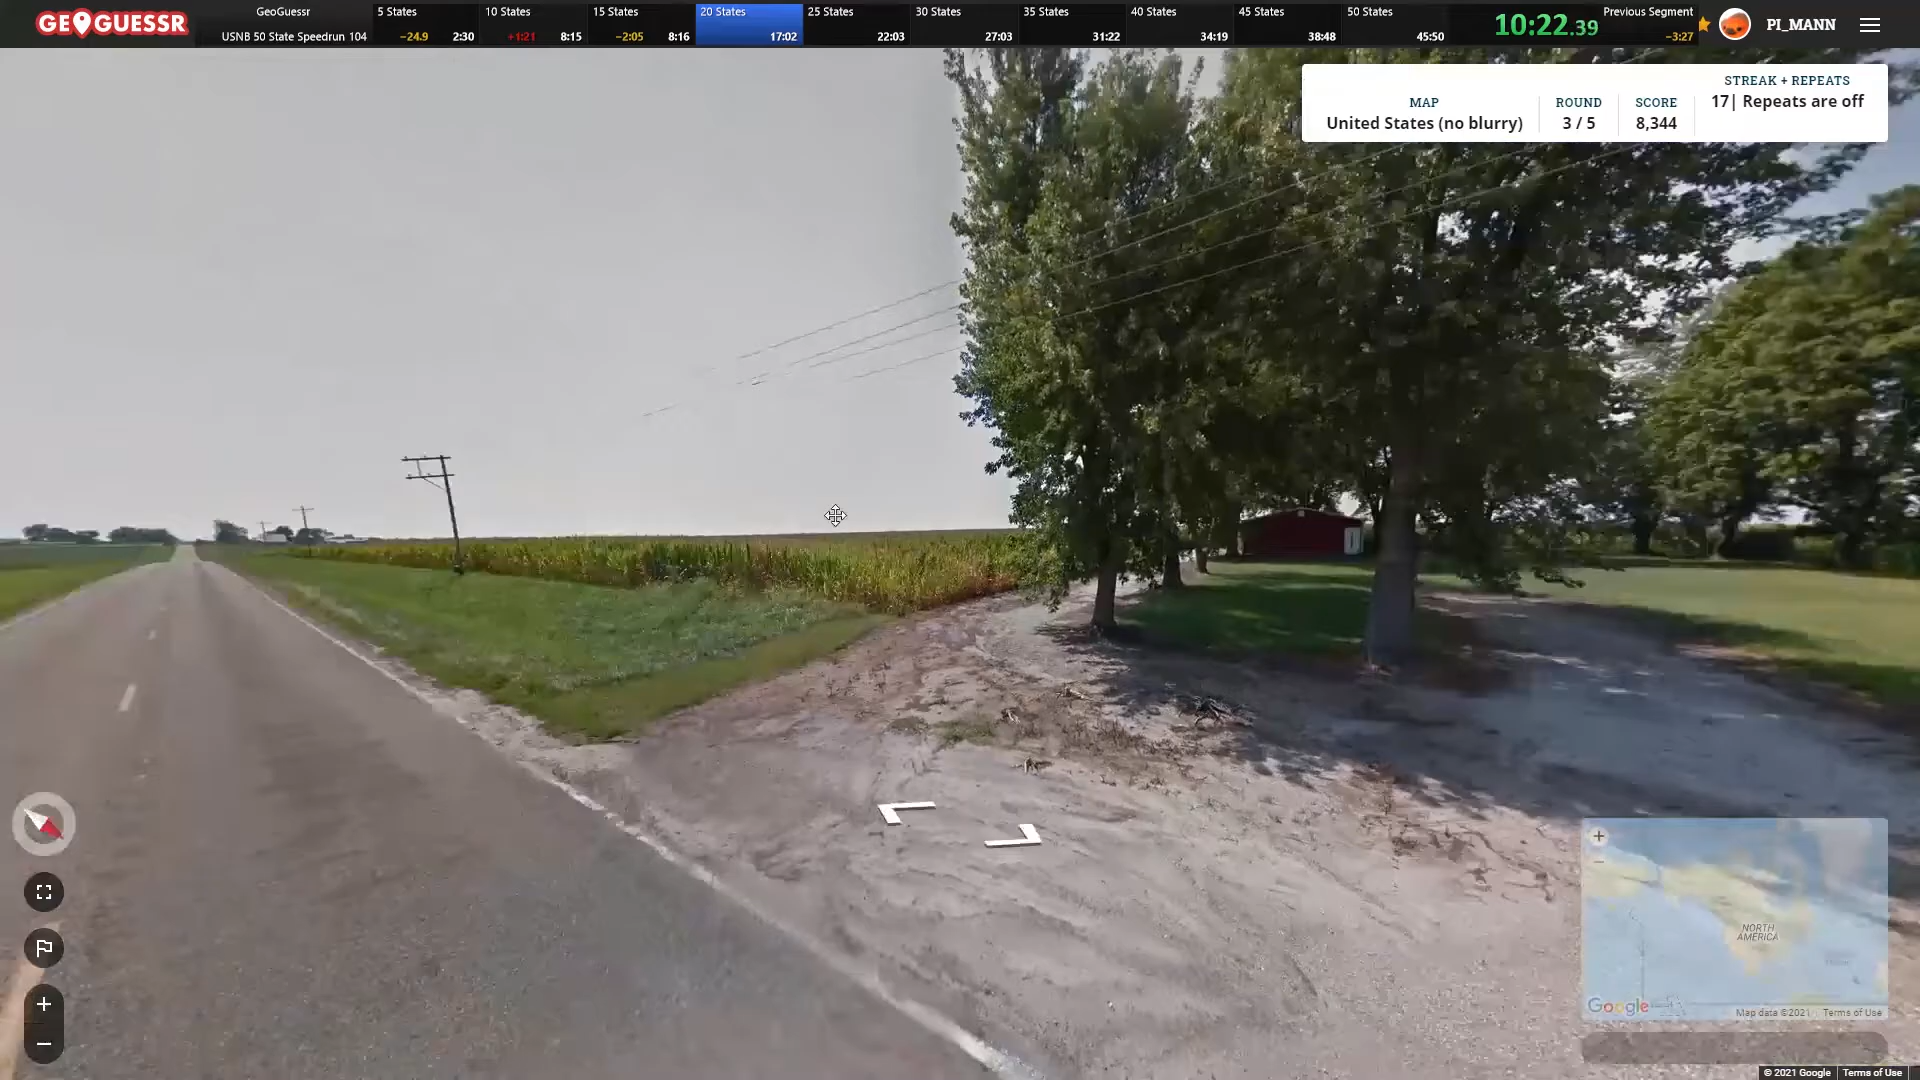 GEOGUESSR
GeoGuessr
USNB 50 State Speedrun 104
5 States
−24.9 2:30
10 States
+1:21 8:15
15 States
−2:05 8:16
20 States
17:02
25 States
22:03
30 States
27:03
35 States
31:22
40 States
34:19
45 States
38:48
50 States
45:50
10:22.39
Previous Segment
−3:27
PI_MANN
MAP
United States (no blurry)
ROUND
3 / 5
SCORE
8,344
STREAK + REPEATS
17| Repeats are off
NORTH
AMERICA
Google
Map data ©2021
Terms of Use
© 2021 Google
Terms of Use